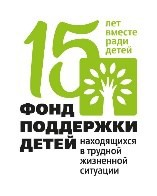 15
лет
вместе
ради
детей
ФОНД
ПОДДЕРЖКИ
ДЕТЕЙ
находящихся
в трудной
жизненной
ситуации